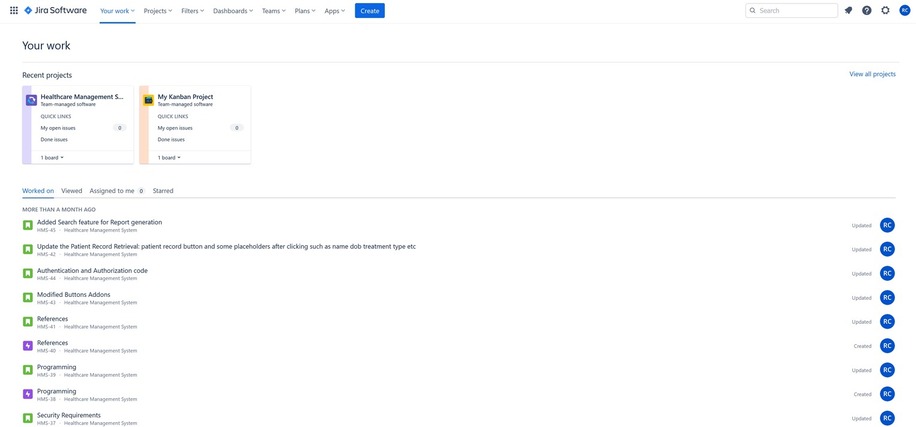 Jira Software Your work Projects Filters Dashboards Teams Plans Apps Create Search RC
Your work
Recent projects View all projects
Healthcare Management S...
Team-managed software
QUICK LINKS
My open issues 0
Done issues
1 board
My Kanban Project
Team-managed software
QUICK LINKS
My open issues 0
Done issues
1 board
Worked on Viewed Assigned to me 0 Starred
MORE THAN A MONTH AGO
Added Search feature for Report generation
HMS-45 · Healthcare Management System Updated RC
Update the Patient Record Retrieval: patient record button and some placeholders after clicking such as name dob treatment type etc
HMS-42 · Healthcare Management System Updated RC
Authentication and Authorization code
HMS-44 · Healthcare Management System Updated RC
Modified Buttons Addons
HMS-43 · Healthcare Management System Updated RC
References
HMS-41 · Healthcare Management System Updated RC
References
HMS-40 · Healthcare Management System Created RC
Programming
HMS-39 · Healthcare Management System Updated RC
Programming
HMS-38 · Healthcare Management System Created RC
Security Requirements
HMS-37 · Healthcare Management System Updated RC